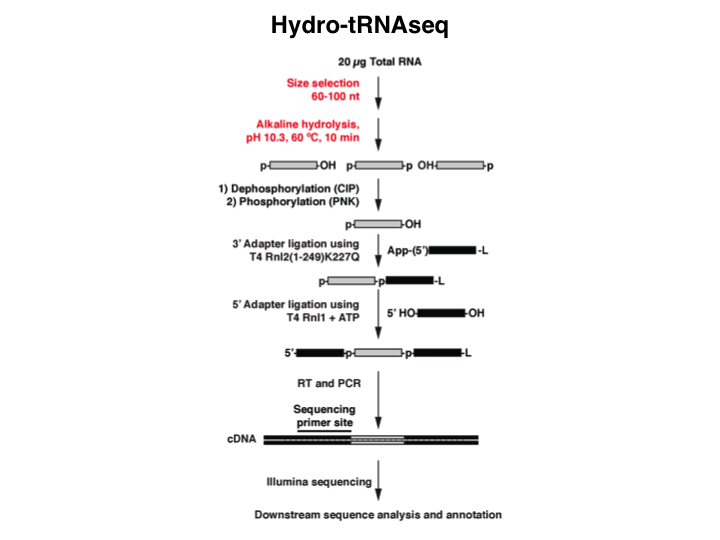 Hydro-tRNAseq
20 µg Total RNA
Size selection
60-100 nt
Alkaline hydrolysis,
pH 10.3, 60 ºC, 10 min
p OH p p OH p
1) Dephosphorylation (CIP)
2) Phosphorylation (PNK)
p OH
3’ Adapter ligation using
T4 Rnl2(1-249)K227Q
App-(5’) -L
p p -L
5’ Adapter ligation using
T4 Rnl1 + ATP
5’ HO -OH
5’- -p -p -L
RT and PCR
Sequencing
primer site
cDNA
Illumina sequencing
Downstream sequence analysis and annotation